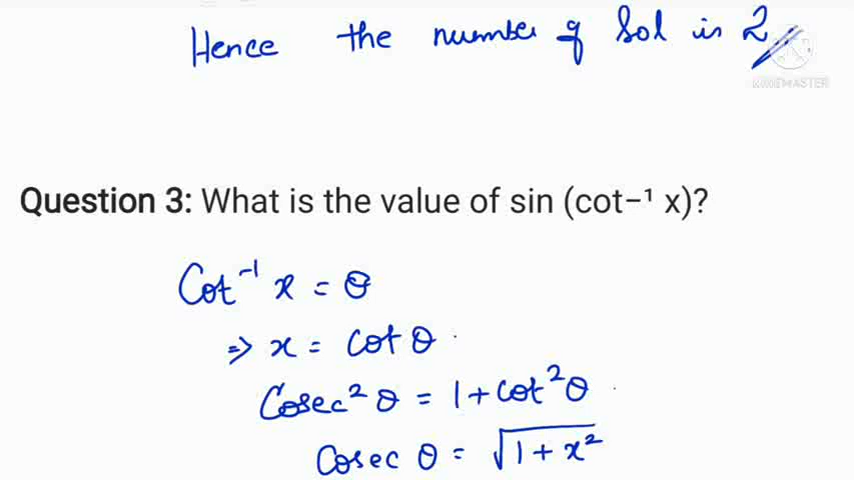 Hence the number of Sol is 2
KINEMASTER
Question 3: What is the value of sin (cot−¹ x)?
Cot⁻¹ x = θ
⇒ x = cot θ
Cosec² θ = 1 + cot² θ
Cosec θ = √1 + x²